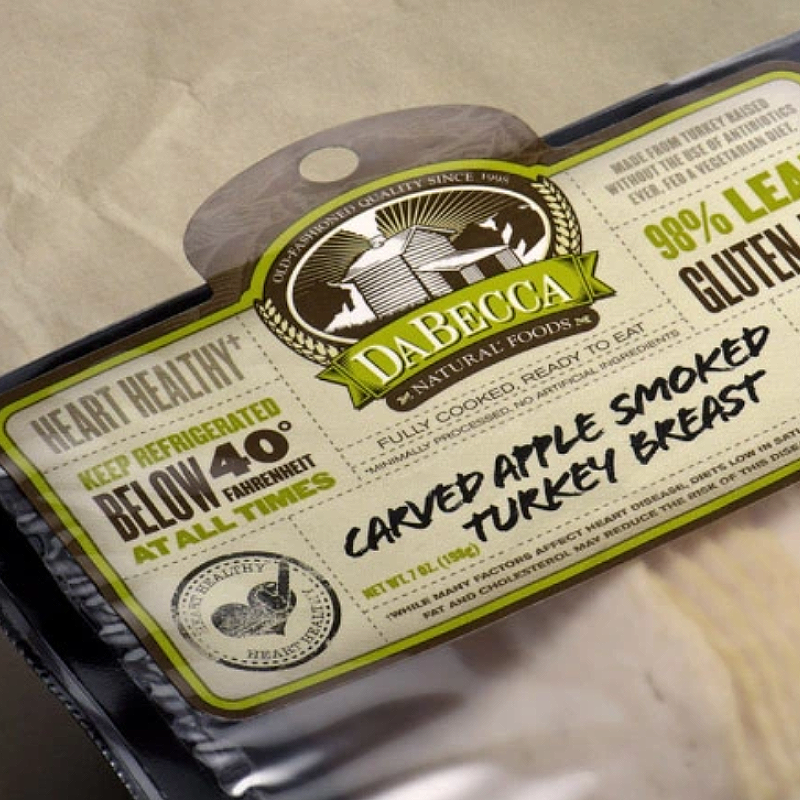 OLD-FASHIONED QUALITY SINCE 1998
DABECCA
NATURAL FOODS
MADE FROM TURKEY RAISED
WITHOUT THE USE OF ANTIBIOTICS
EVER. FED A VEGETARIAN DIET.
98% LEA
GLUTEN
HEART HEALTHY†
KEEP REFRIGERATED
BELOW 40°
FAHRENHEIT
AT ALL TIMES
HEART HEALTHY
HEART HEALTHY
FULLY COOKED, READY TO EAT
*MINIMALLY PROCESSED, NO ARTIFICIAL INGREDIENTS
CARVED APPLE SMOKED
TURKEY BREAST
NET WT. 7 OZ. (198g)
†WHILE MANY FACTORS AFFECT HEART DISEASE, DIETS LOW IN SATU
FAT AND CHOLESTEROL MAY REDUCE THE RISK OF THIS DISE